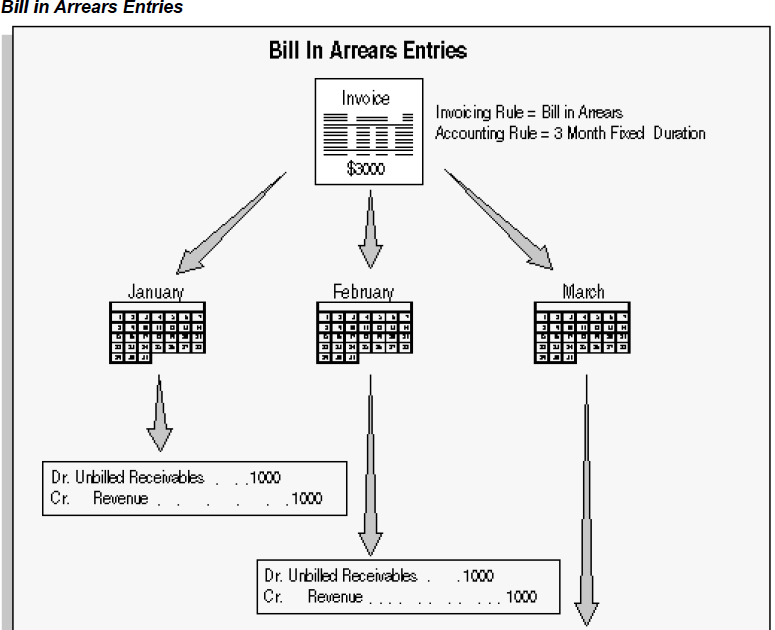 Bill in Arrears Entries
Bill In Arrears Entries
Invoice
$3000
Invoicing Rule = Bill in Arrears
Accounting Rule = 3 Month Fixed Duration
January
February
March
Dr. Unbilled Receivables . . .1000
Cr. Revenue . . . . . .1000
Dr. Unbilled Receivables . .1000
Cr. Revenue . . . . . . . . . . 1000